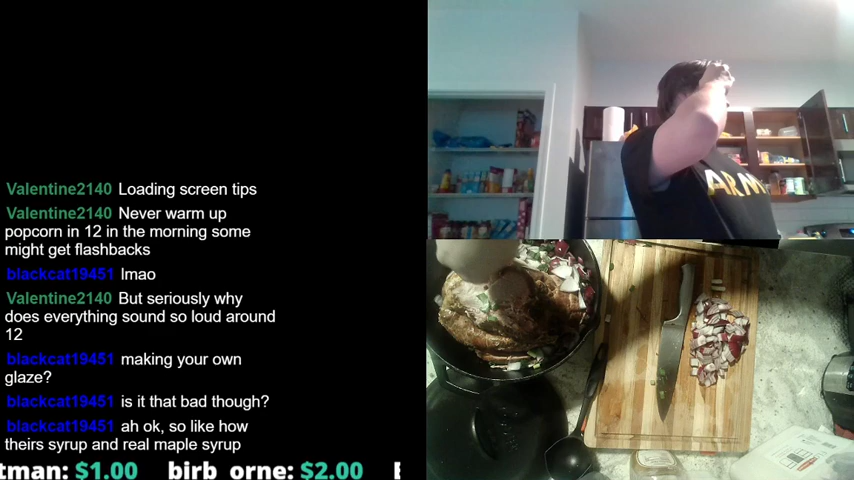 Valentine2140 Loading screen tips
Valentine2140 Never warm up
popcorn in 12 in the morning some
might get flashbacks
blackcat19451 lmao
Valentine2140 But seriously why
does everything sound so loud around
12
blackcat19451 making your own
glaze?
blackcat19451 is it that bad though?
blackcat19451 ah ok, so like how
theirs syrup and real maple syrup
tman: $1.00 birb_orne: $2.00
ARMY